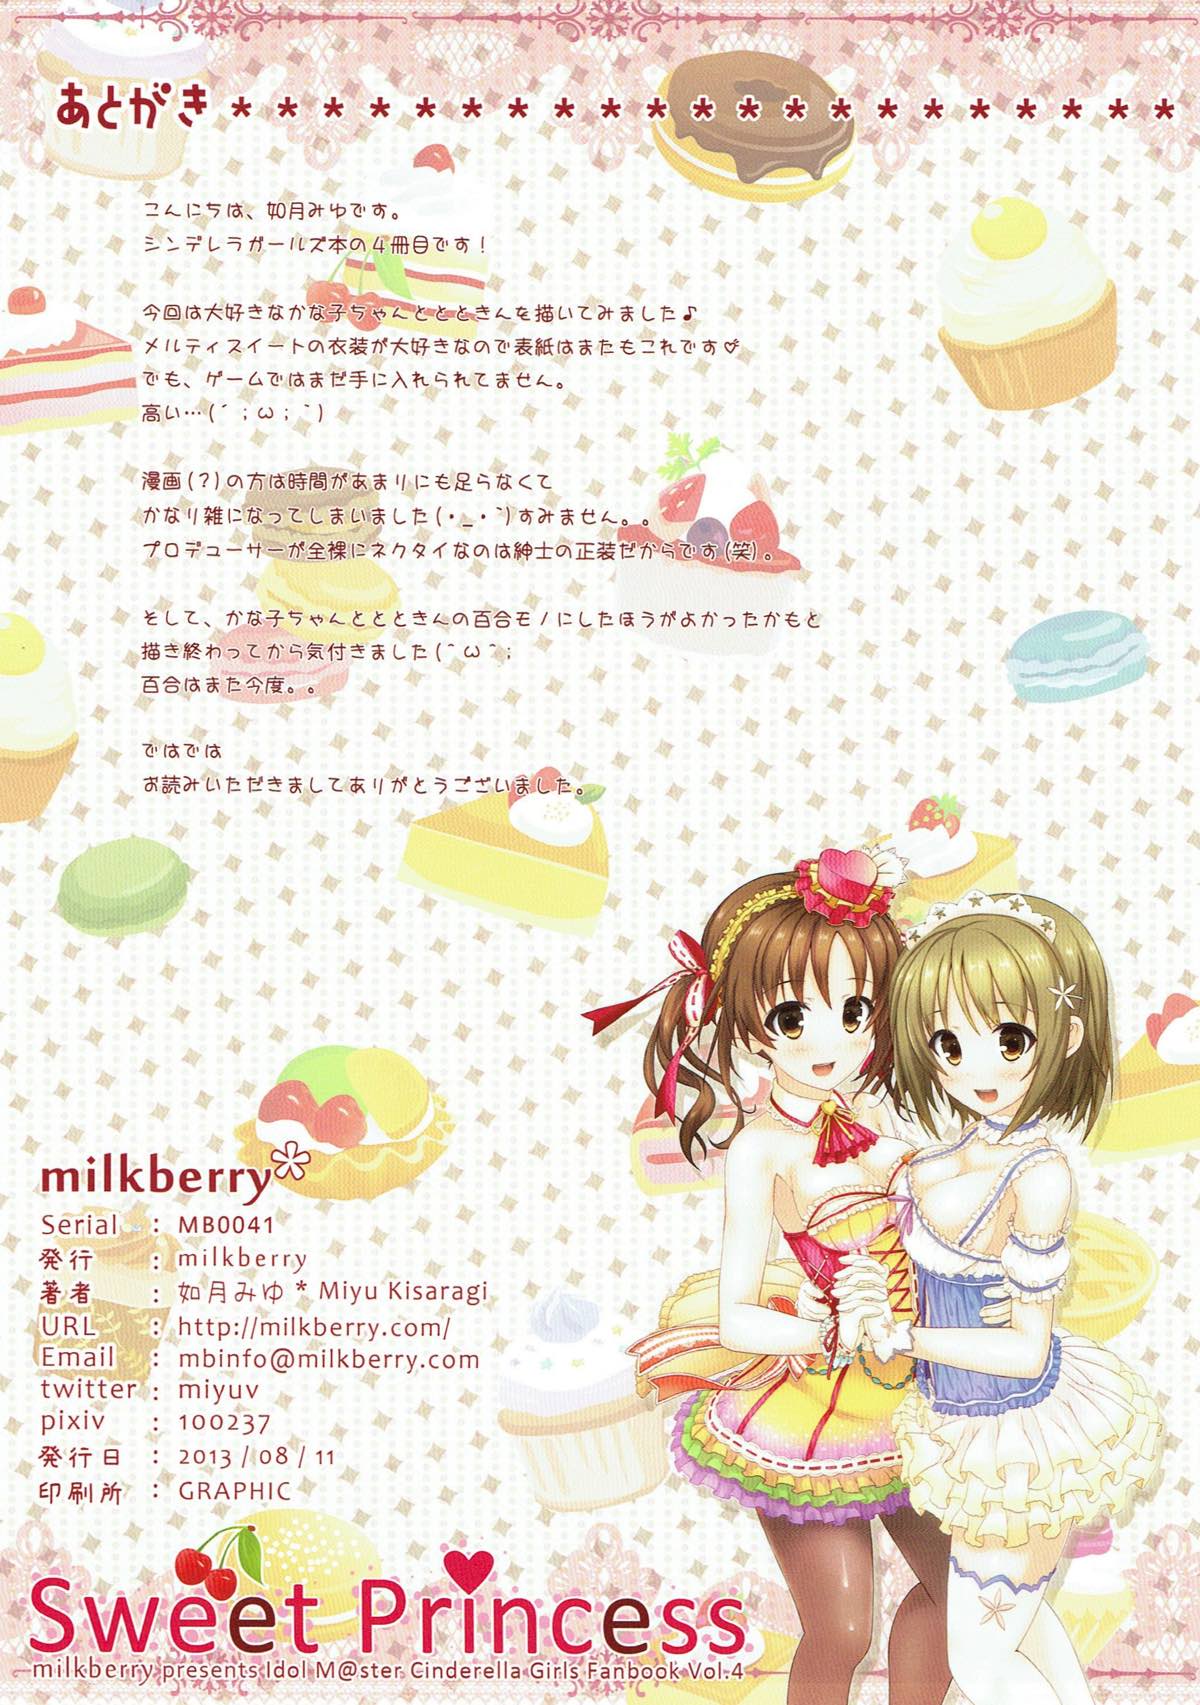 あとがき**********************
こんにちは、如月みゆです。
シンデレラガールズ本の4冊目です!
今回は大好きなかな子ちゃんとととときんを描いてみました♪
メルティスイートの衣装が大好きなので表紙はまたもこれです♡
でも、ゲームではまだ手に入れられてません。
高い…(´;ω;`)
漫画(?)の方は時間があまりにも足らなくて
かなり雑になってしまいました(・_・`)すみません。。
プロデューサーが全裸にネクタイなのは紳士の正装だからです(笑)。
そして、かな子ちゃんとととときんの百合モノにしたほうがよかったかもと
描き終わってから気付きました(^ω^;
百合はまた今度。。
ではでは
お読みいただきましてありがとうございました。
milkberry*
Serial : MB0041
発行 : milkberry
著者 : 如月みゆ * Miyu Kisaragi
URL : http://milkberry.com/
Email : mbinfo@milkberry.com
twitter : miyuv
pixiv : 100237
発行日 : 2013 / 08 / 11
印刷所 : GRAPHIC
Sweet Princess
milkberry presents Idol M@ster Cinderella Girls Fanbook Vol.4